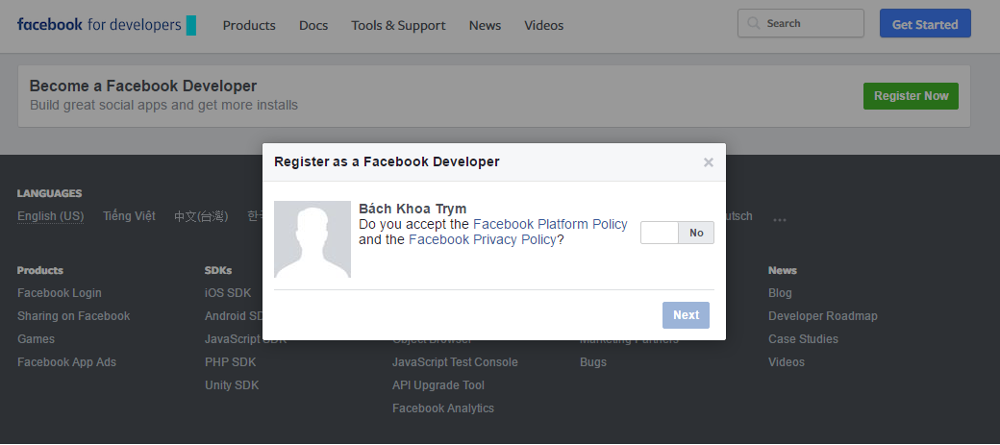 facebook for developers Products Docs Tools & Support News Videos Search Get Started
Become a Facebook Developer
Build great social apps and get more installs
Register Now
Register as a Facebook Developer ×
Bách Khoa Trym
Do you accept the Facebook Platform Policy
and the Facebook Privacy Policy?
No
Next
LANGUAGES
English (US) Tiếng Việt 中文(台灣) 한 utsch ...
Products
Facebook Login
Sharing on Facebook
Games
Facebook App Ads
SDKs
iOS SDK
Android SD
JavaScript SDK
PHP SDK
Unity SDK
Object Browser
JavaScript Test Console
API Upgrade Tool
Facebook Analytics
Marketing Partners
Bugs
News
Blog
Developer Roadmap
Case Studies
Videos